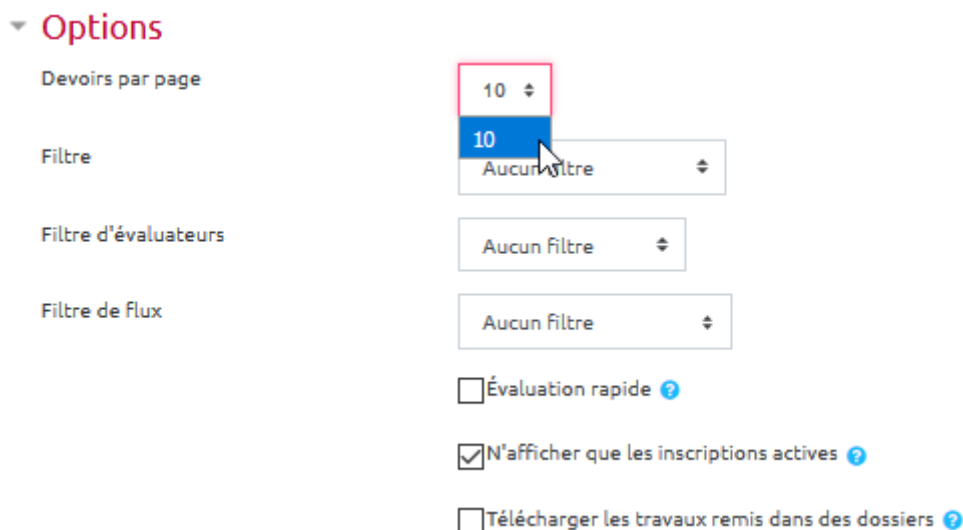 Options
Devoirs par page
10
10
Filtre
Aucun filtre
Filtre d'évaluateurs
Aucun filtre
Filtre de flux
Aucun filtre
Évaluation rapide
N'afficher que les inscriptions actives
Télécharger les travaux remis dans des dossiers